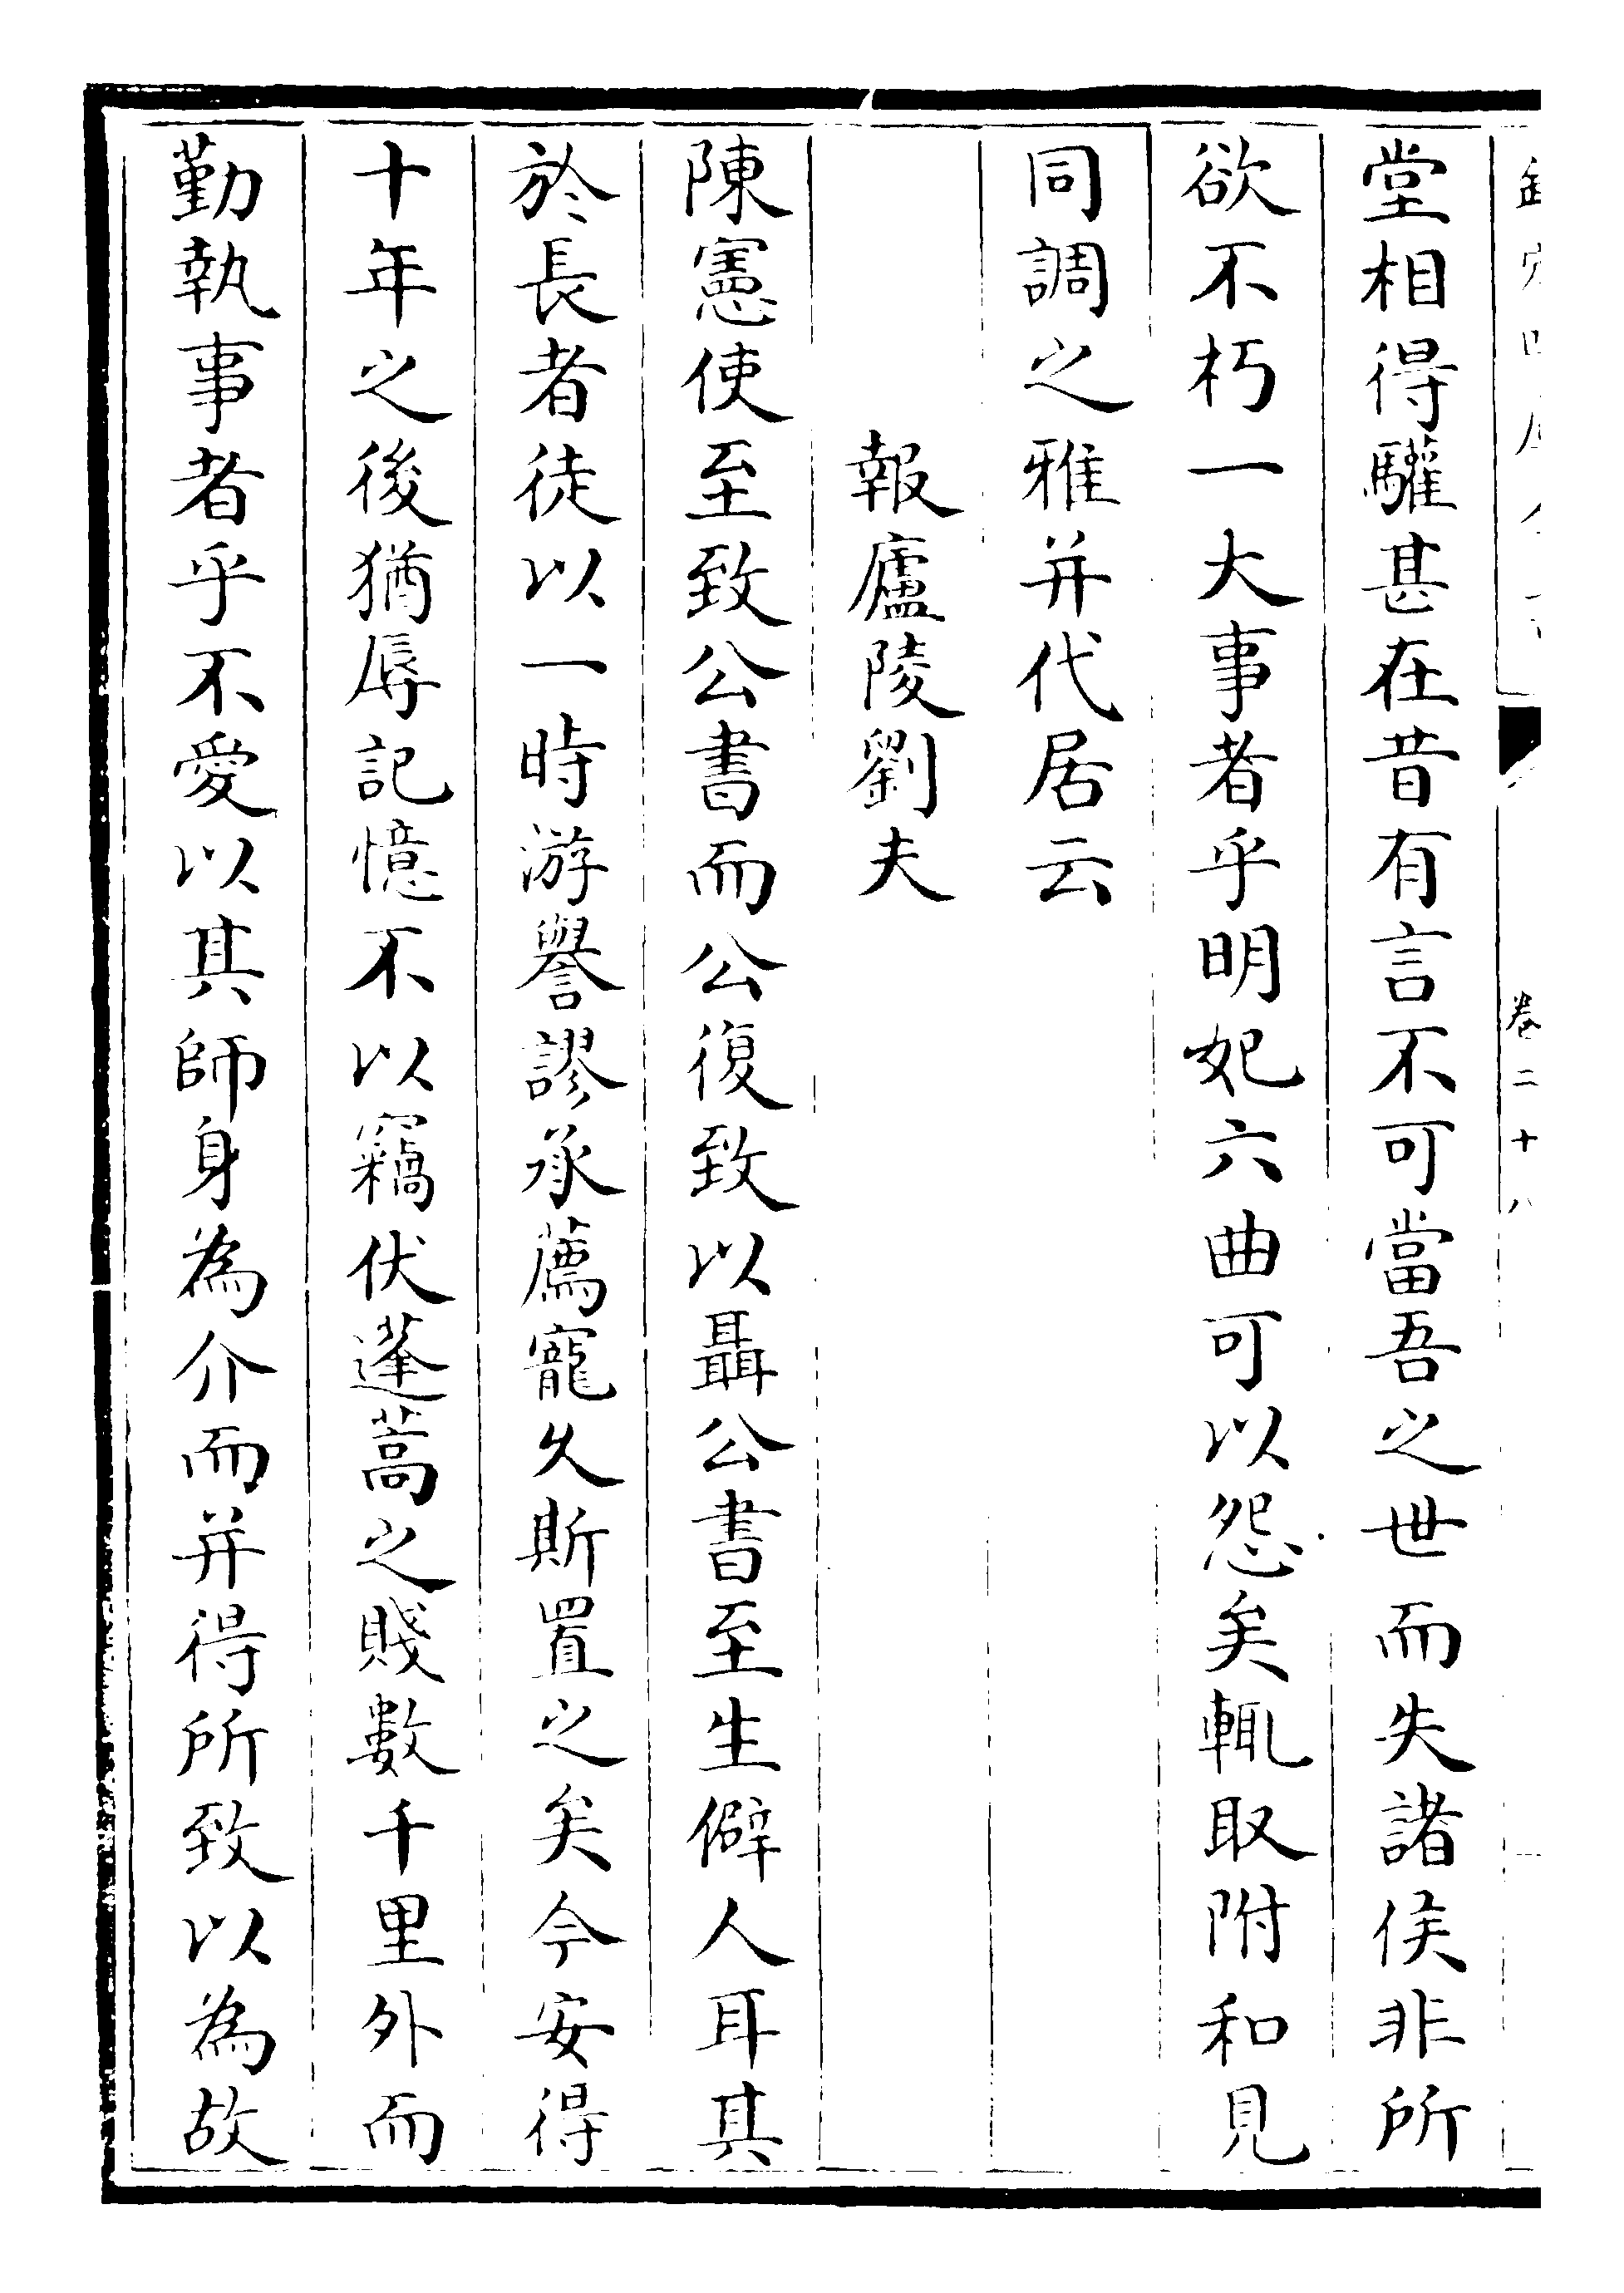 卷二十八
堂相得驩甚在昔有言不可當吾之世而失諸侯非所
欲不朽一大事者乎明妃六曲可以怨矣輒取附和見
同調之雅并代居云
報廬陵劉夫
陳憲使至致公書而公復致以聶公書至生僻人耳其
於長者徒以一時游譽謬承薦寵久斯置之矣今安得
十年之後猶辱記憶不以竊伏蓬蒿之賤數千里外而
勤執事者乎不愛以其師身為介而并得所致以為故